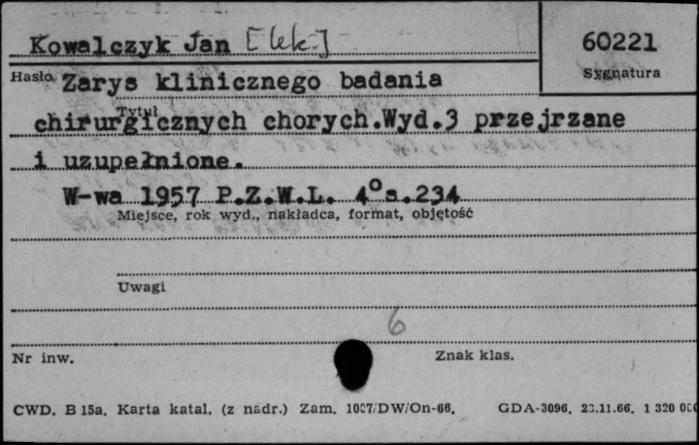 Kowalczyk Jan [lek.]
60221
Sygnatura
Hasło Zarys klinicznego badania
Tytuł
chirurgicznych chorych.Wyd.3 przejrzane
i uzupełnione.
W-wa 1957 P.Z.W.L. 4°s.234
Miejsce, rok wyd., nakładca, format, objętość
Uwagi
6
Nr inw.
Znak klas.
CWD. B 15a. Karta katal. (z nadr.) Zam. 1007/DW/On-66. GDA-3096. 23.11.66. 1 320 000